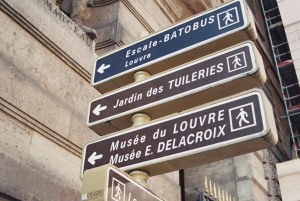 Escale-BATOBUS
Louvre
Jardin des TUILERIES
Musée du LOUVRE
Musée E. DELACROIX